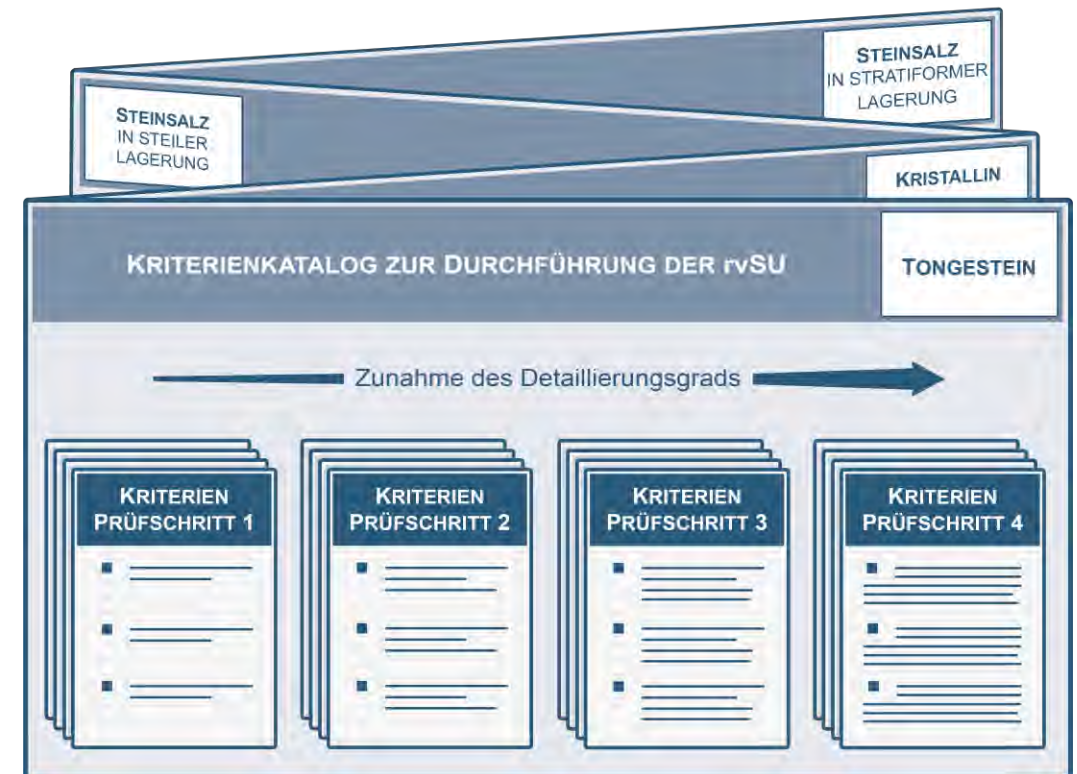 STEINSALZ
IN STRATIFORMER
LAGERUNG
STEINSALZ
IN STEILER
LAGERUNG
KRISTALLIN
KRITERIENKATALOG ZUR DURCHFÜHRUNG DER rvSU
TONGESTEIN
Zunahme des Detaillierungsgrads
KRITERIEN
PRÜFSCHRITT 1
KRITERIEN
PRÜFSCHRITT 2
KRITERIEN
PRÜFSCHRITT 3
KRITERIEN
PRÜFSCHRITT 4